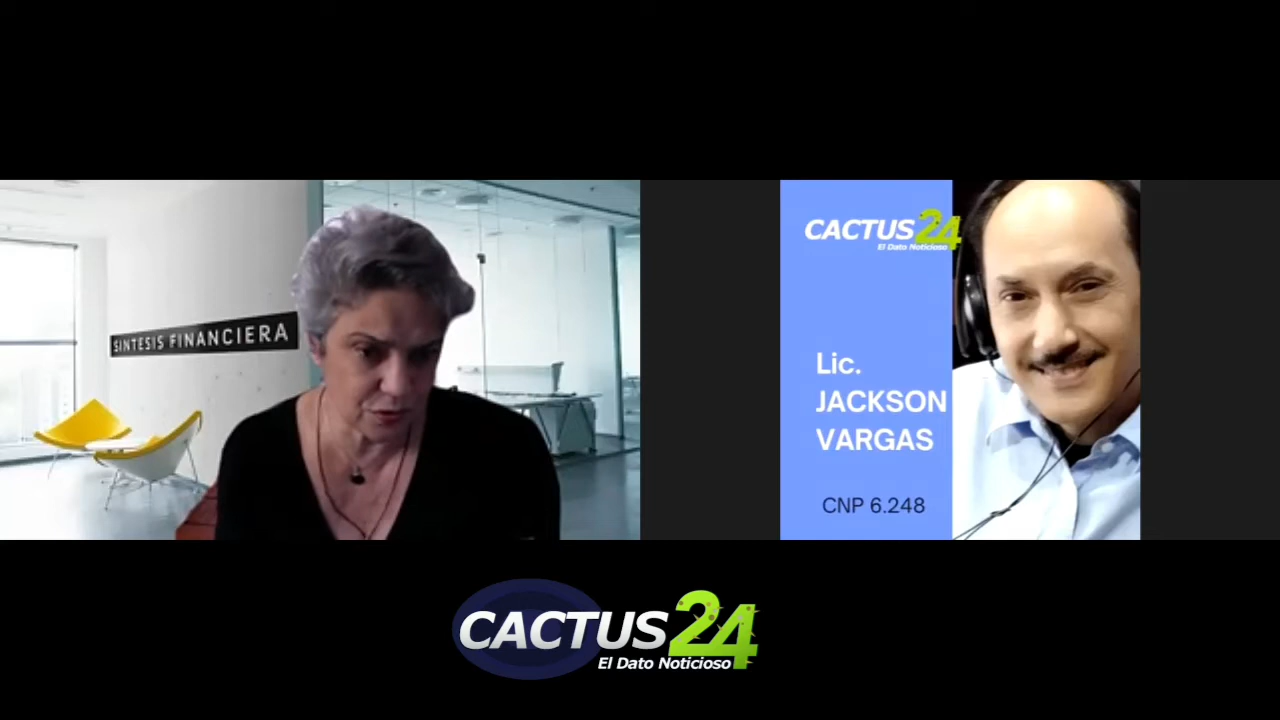 SINTESIS FINANCIERA
CACTUS24
El Dato Noticioso
Lic.
JACKSON
VARGAS
CNP 6.248
CACTUS24
El Dato Noticioso